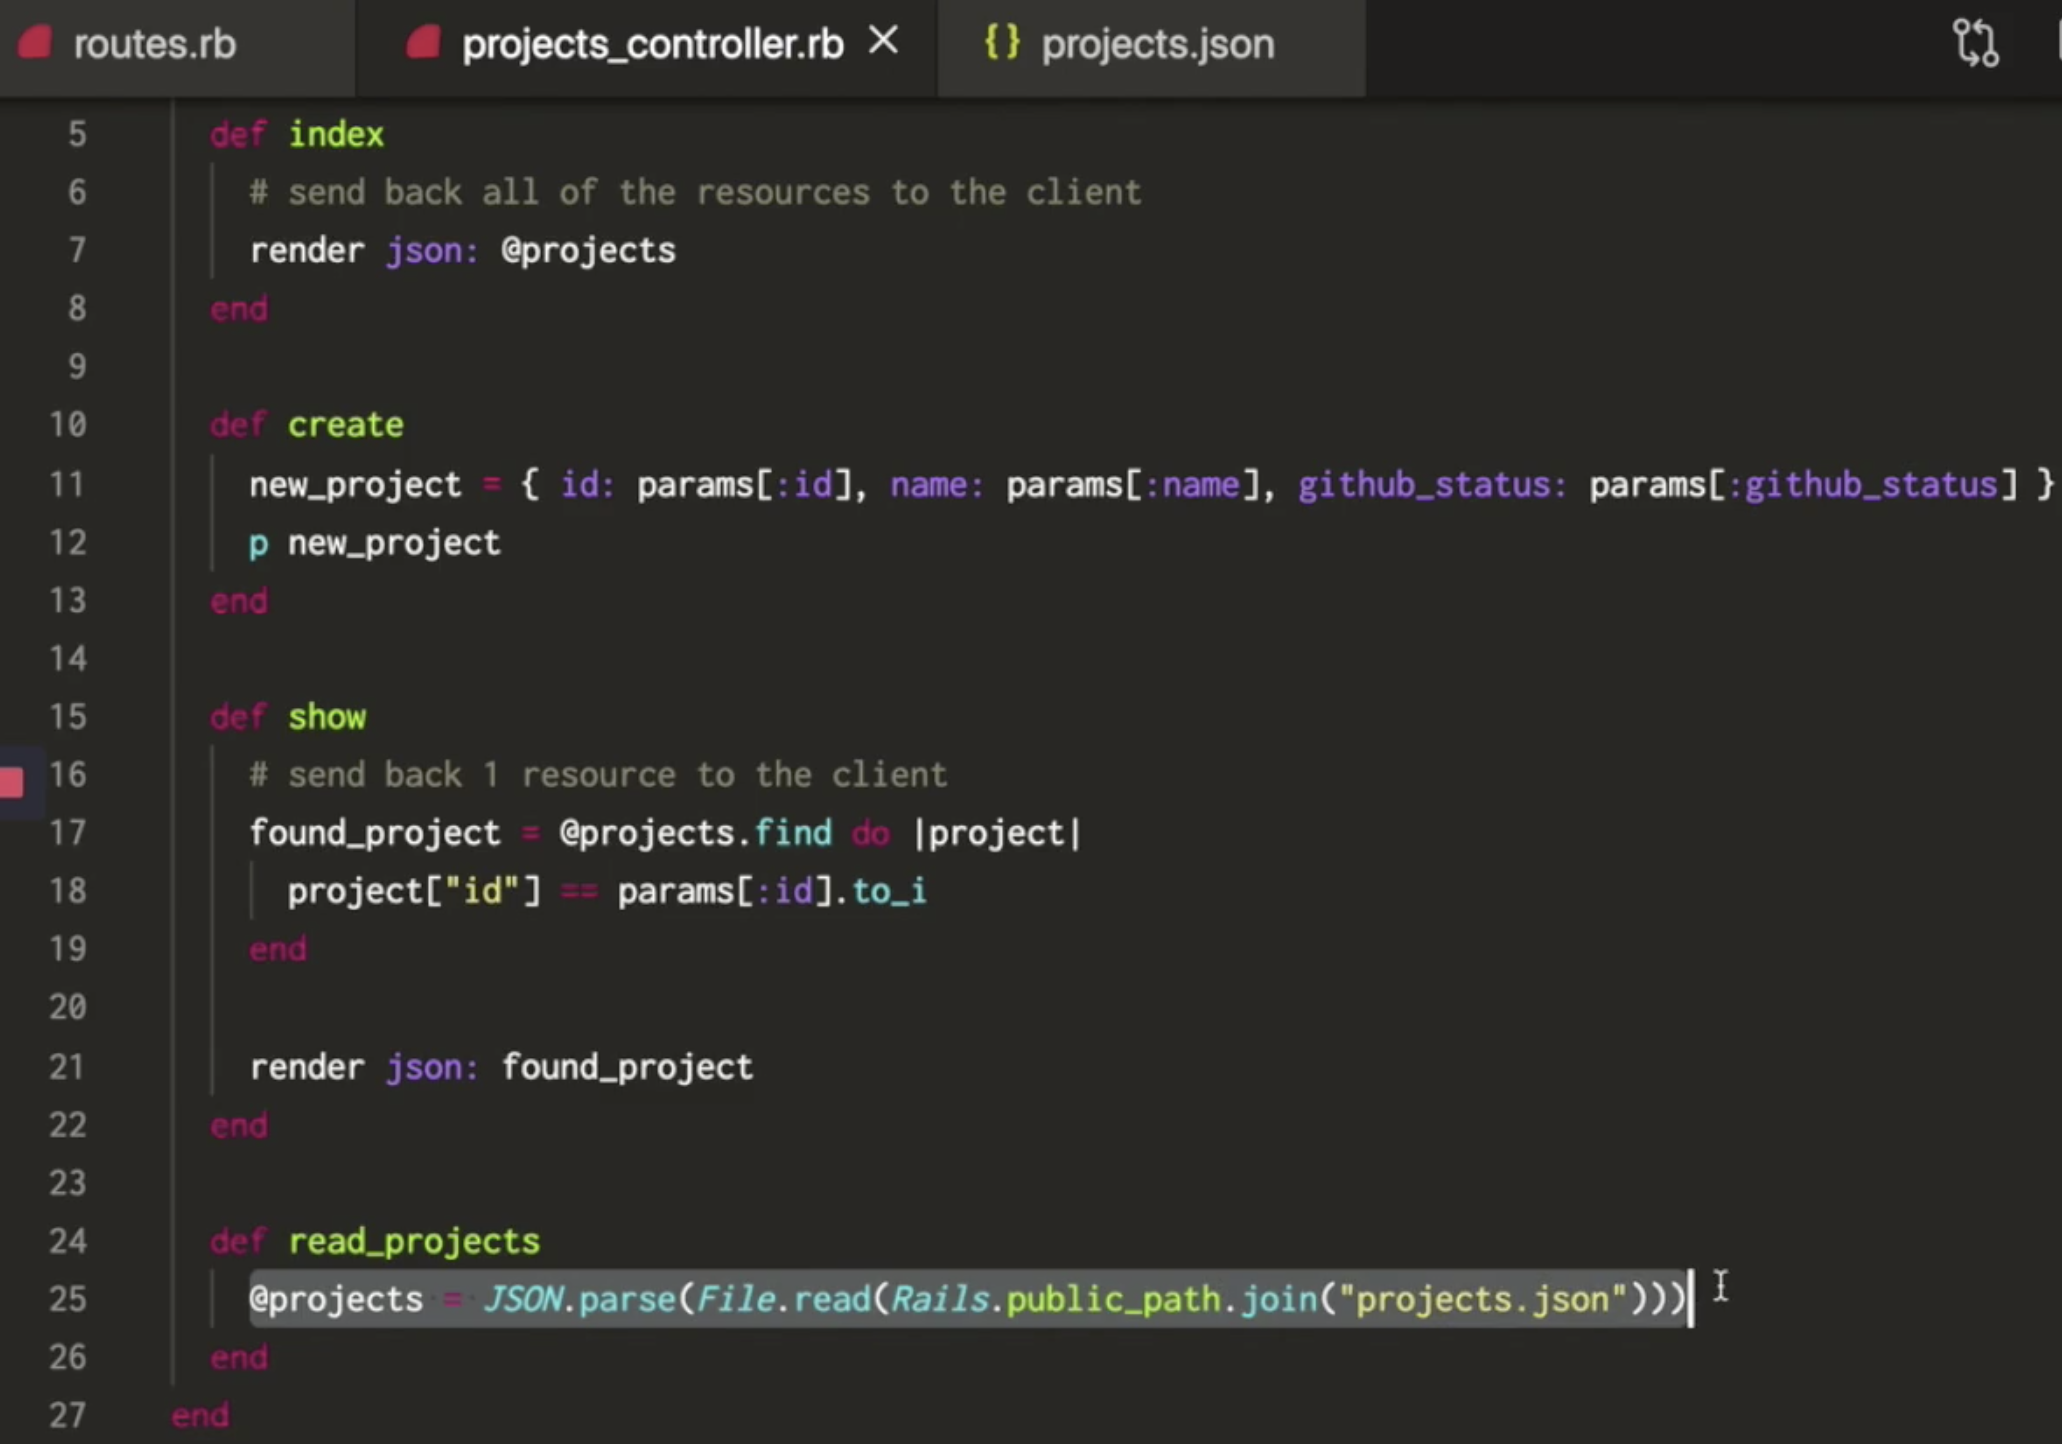 routes.rb
projects_controller.rb
{} projects.json
5 def index
6 # send back all of the resources to the client
7 render json: @projects
8 end
9
10 def create
11 new_project = { id: params[:id], name: params[:name], github_status: params[:github_status] }
12 p new_project
13 end
14
15 def show
16 # send back 1 resource to the client
17 found_project = @projects.find do |project|
18 project["id"] == params[:id].to_i
19 end
20
21 render json: found_project
22 end
23
24 def read_projects
25 @projects = JSON.parse(File.read(Rails.public_path.join("projects.json")))
26 end
27 end